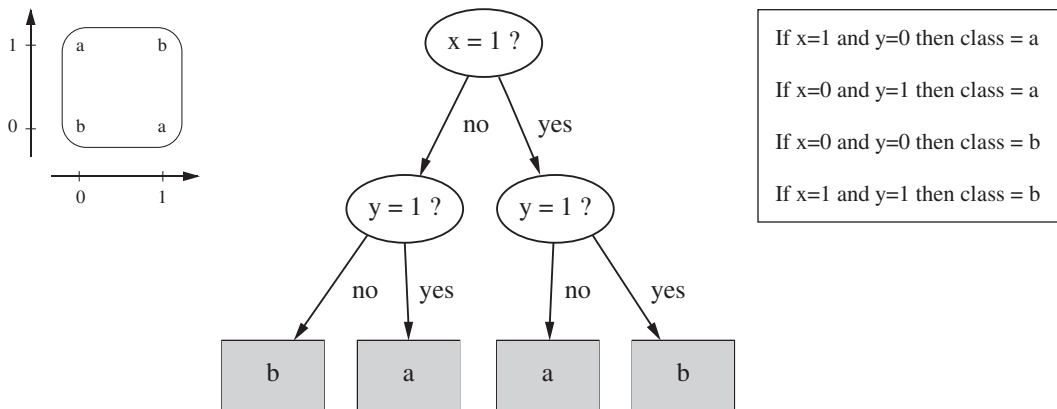 1
a b
0
b a
0 1
x = 1 ?
no yes
y = 1 ? y = 1 ?
no yes no yes
b a a b
If x=1 and y=0 then class = a
If x=0 and y=1 then class = a
If x=0 and y=0 then class = b
If x=1 and y=1 then class = b